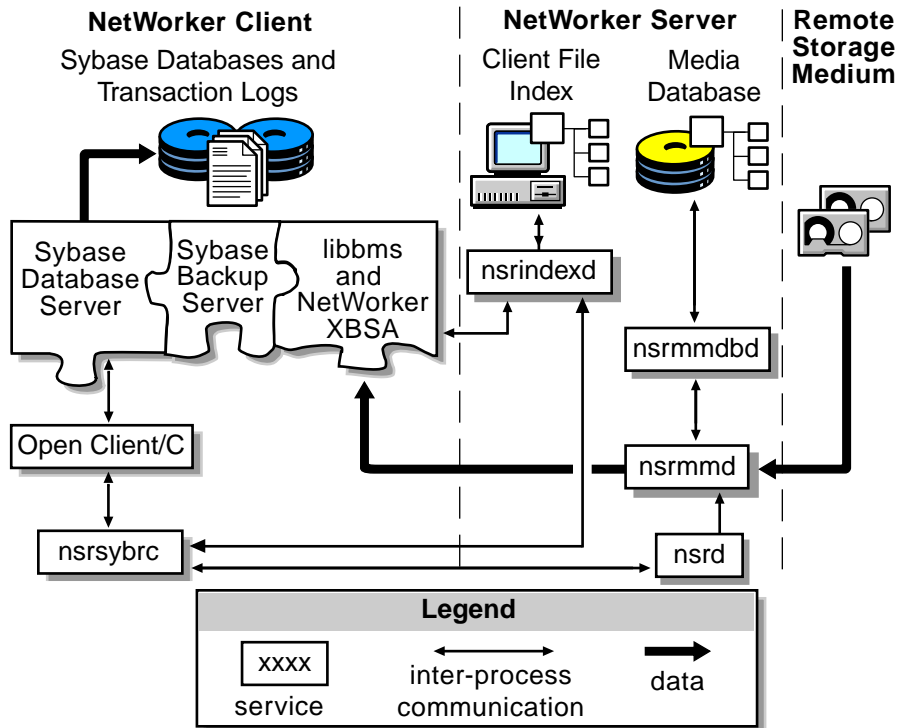 NetWorker Client
Sybase Databases and
Transaction Logs
NetWorker Server
Client File
Index
Media
Database
Remote
Storage
Medium
Sybase
Database
Server
Sybase
Backup
Server
libbms
and
NetWorker
XBSA
nsrindexd
nsrmmdbd
Open Client/C
nsrmmd
nsrsybrc
nsrd
Legend
xxxx
service
inter-process
communication
data